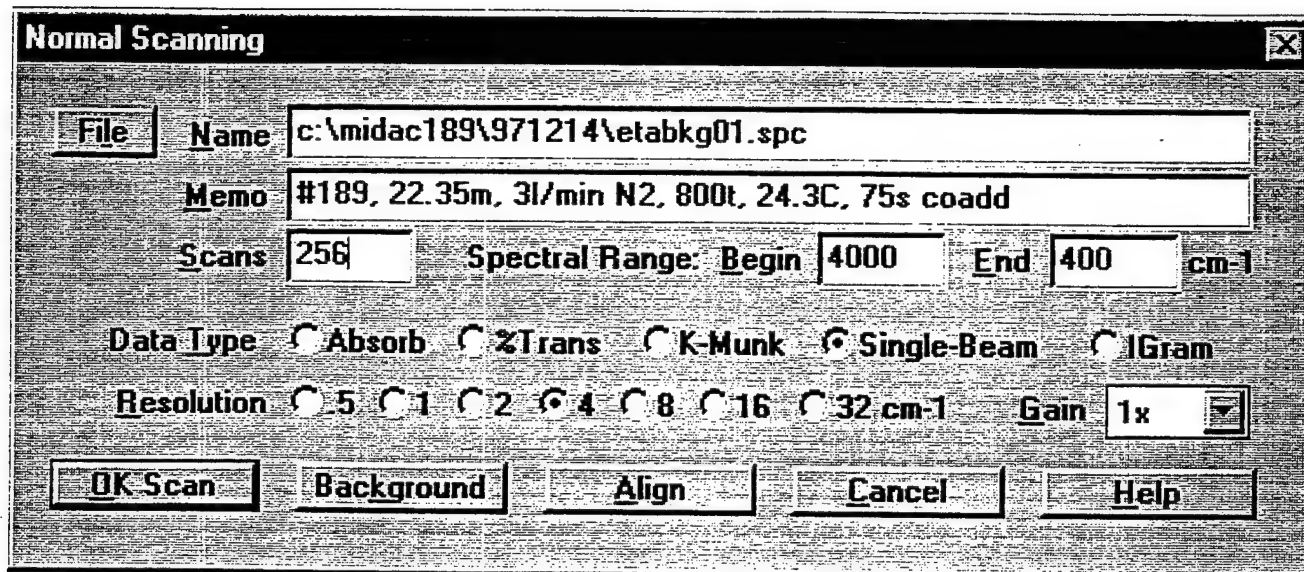 Normal Scanning
File Name c:\midac189\971214\etabkg01.spc
Memo #189, 22.35m, 3l/min N2, 800t, 24.3C, 75s coadd
Scans 256 Spectral Range: Begin 4000 End 400 cm-1
Data Type Absorb %Trans K-Munk Single-Beam IGram
Resolution .5 1 2 4 8 16 32 cm-1 Gain 1x
OK Scan Background Align Cancel Help